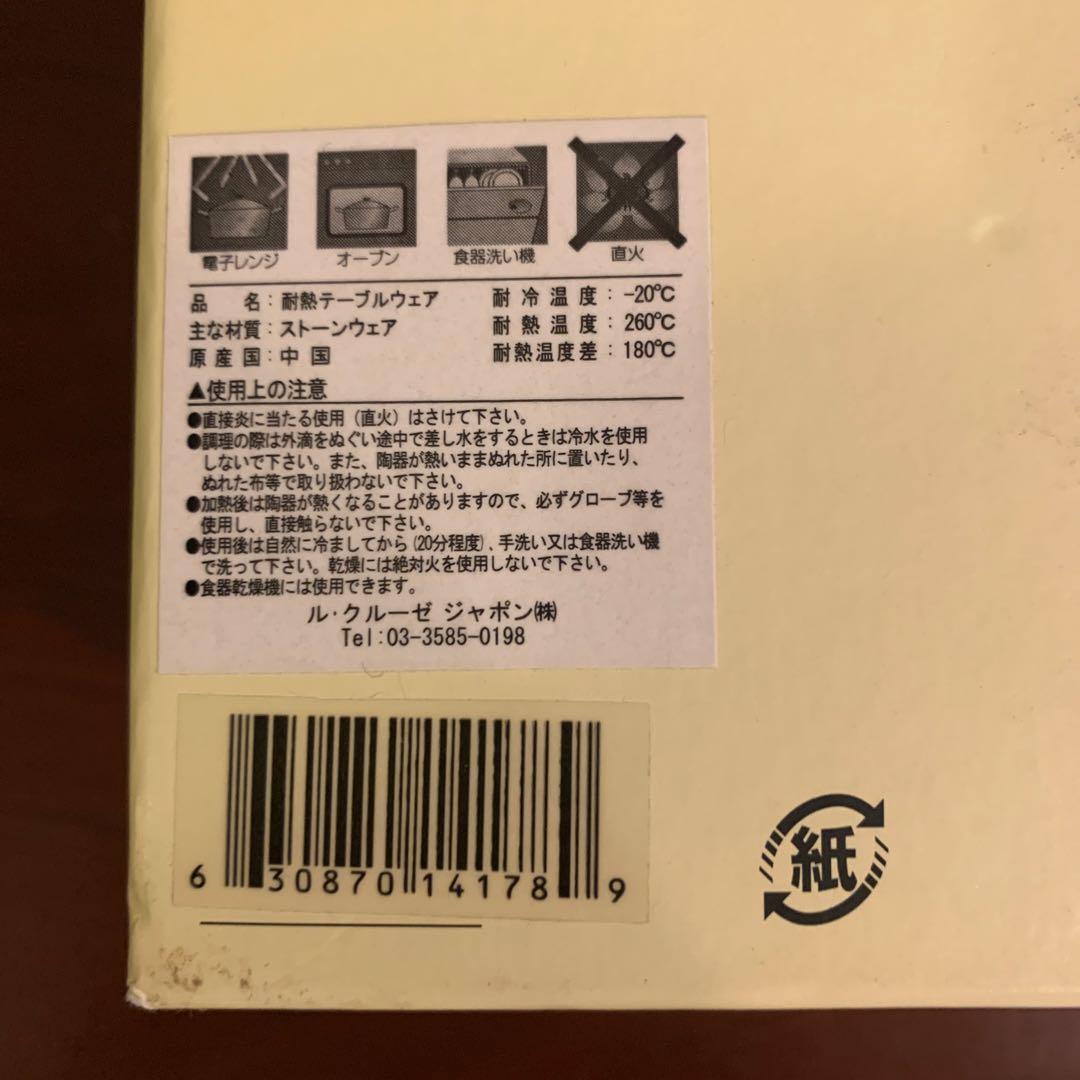 電子レンジ オーブン 食器洗い機 直火
品　名：耐熱テーブルウェア 耐冷温度：-20℃
主な材質：ストーンウェア 耐熱温度：260℃
原産国：中国 耐熱温度差：180℃
▲使用上の注意
●直接炎に当たる使用（直火）はさけて下さい。
●調理の際は外滴をぬぐい途中で差し水をするときは冷水を使用
しないで下さい。また、陶器が熱いままぬれた所に置いたり、
ぬれた布等で取り扱わないで下さい。
●加熱後は陶器が熱くなることがありますので、必ずグローブ等を
使用し、直接触らないで下さい。
●使用後は自然に冷ましてから(20分程度)、手洗い又は食器洗い機
で洗って下さい。乾燥には絶対火を使用しないで下さい。
●食器乾燥機には使用できます。
ル・クルーゼ ジャポン㈱
Tel:03-3585-0198
6 30870 14178 9
紙